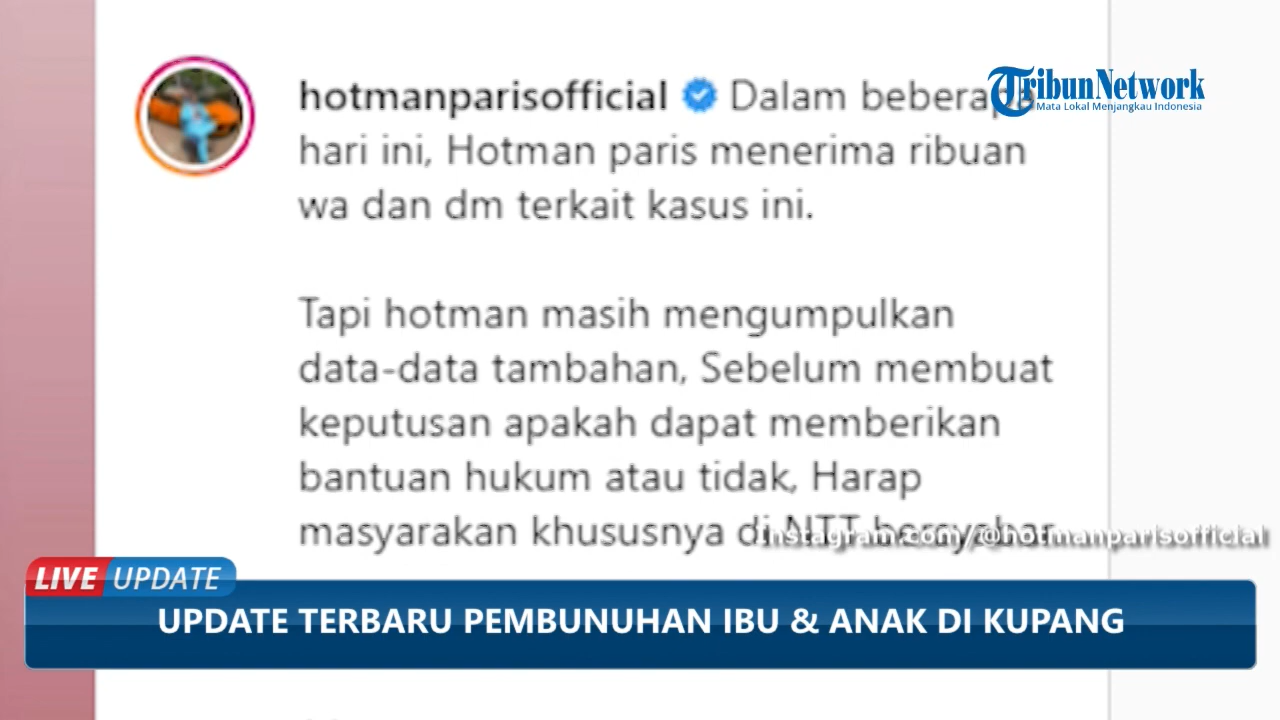 hotmanparisofficial Dalam beberapa
TribunNetwork
Mata Lokal Menjangkau Indonesia
hari ini, Hotman paris menerima ribuan
wa dan dm terkait kasus ini.
Tapi hotman masih mengumpulkan
data-data tambahan, Sebelum membuat
keputusan apakah dapat memberikan
bantuan hukum atau tidak, Harap
masyarakan khususnya di NTT bersabar
Instagram.com/@hotmanparisofficial
LIVE UPDATE
UPDATE TERBARU PEMBUNUHAN IBU & ANAK DI KUPANG